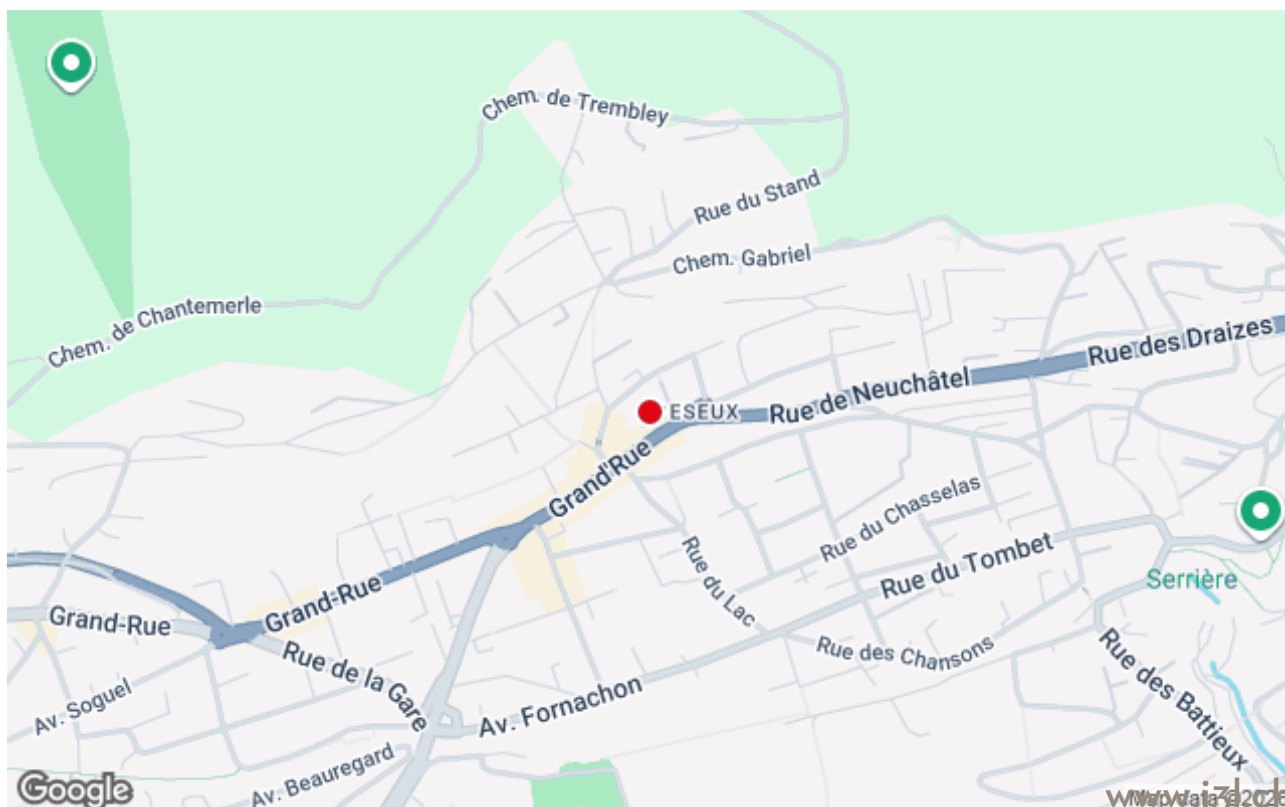 Chem. de Trembley
Rue du Stand
Chem. Gabriel
Chem. de Chantemerle
Rue des Draizes
Rue de Neuchâtel
ESEUX
Grand'Rue
Rue du Chasselas
Rue du Tombet
Serrière
Rue du Lac
Grand-Rue
Grand-Rue
Rue des Chansons
Rue de la Gare
Rue des Battieux
Av. Soguel
Av. Fornachon
Av. Beauregard
Google